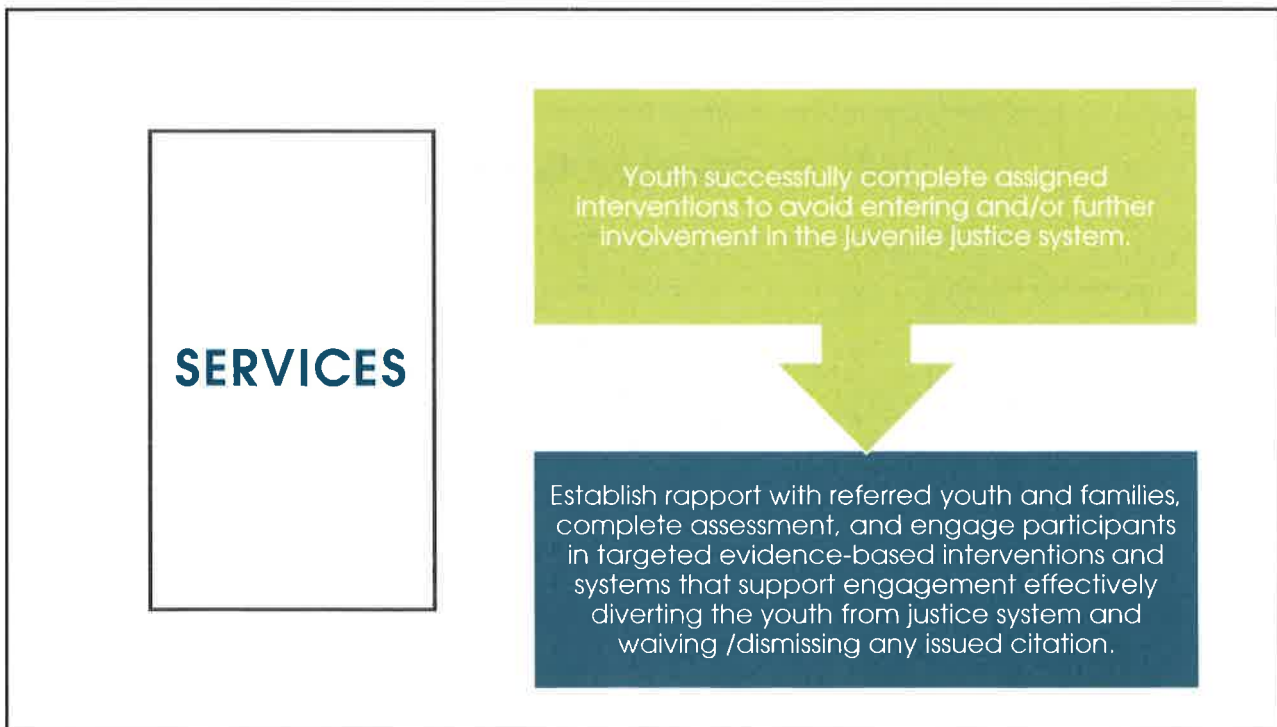 SERVICES
Youth successfully complete assigned
interventions to avoid entering and/or further
involvement in the juvenile justice system.
Establish rapport with referred youth and families,
complete assessment, and engage participants
in targeted evidence-based interventions and
systems that support engagement effectively
diverting the youth from justice system and
waiving /dismissing any issued citation.